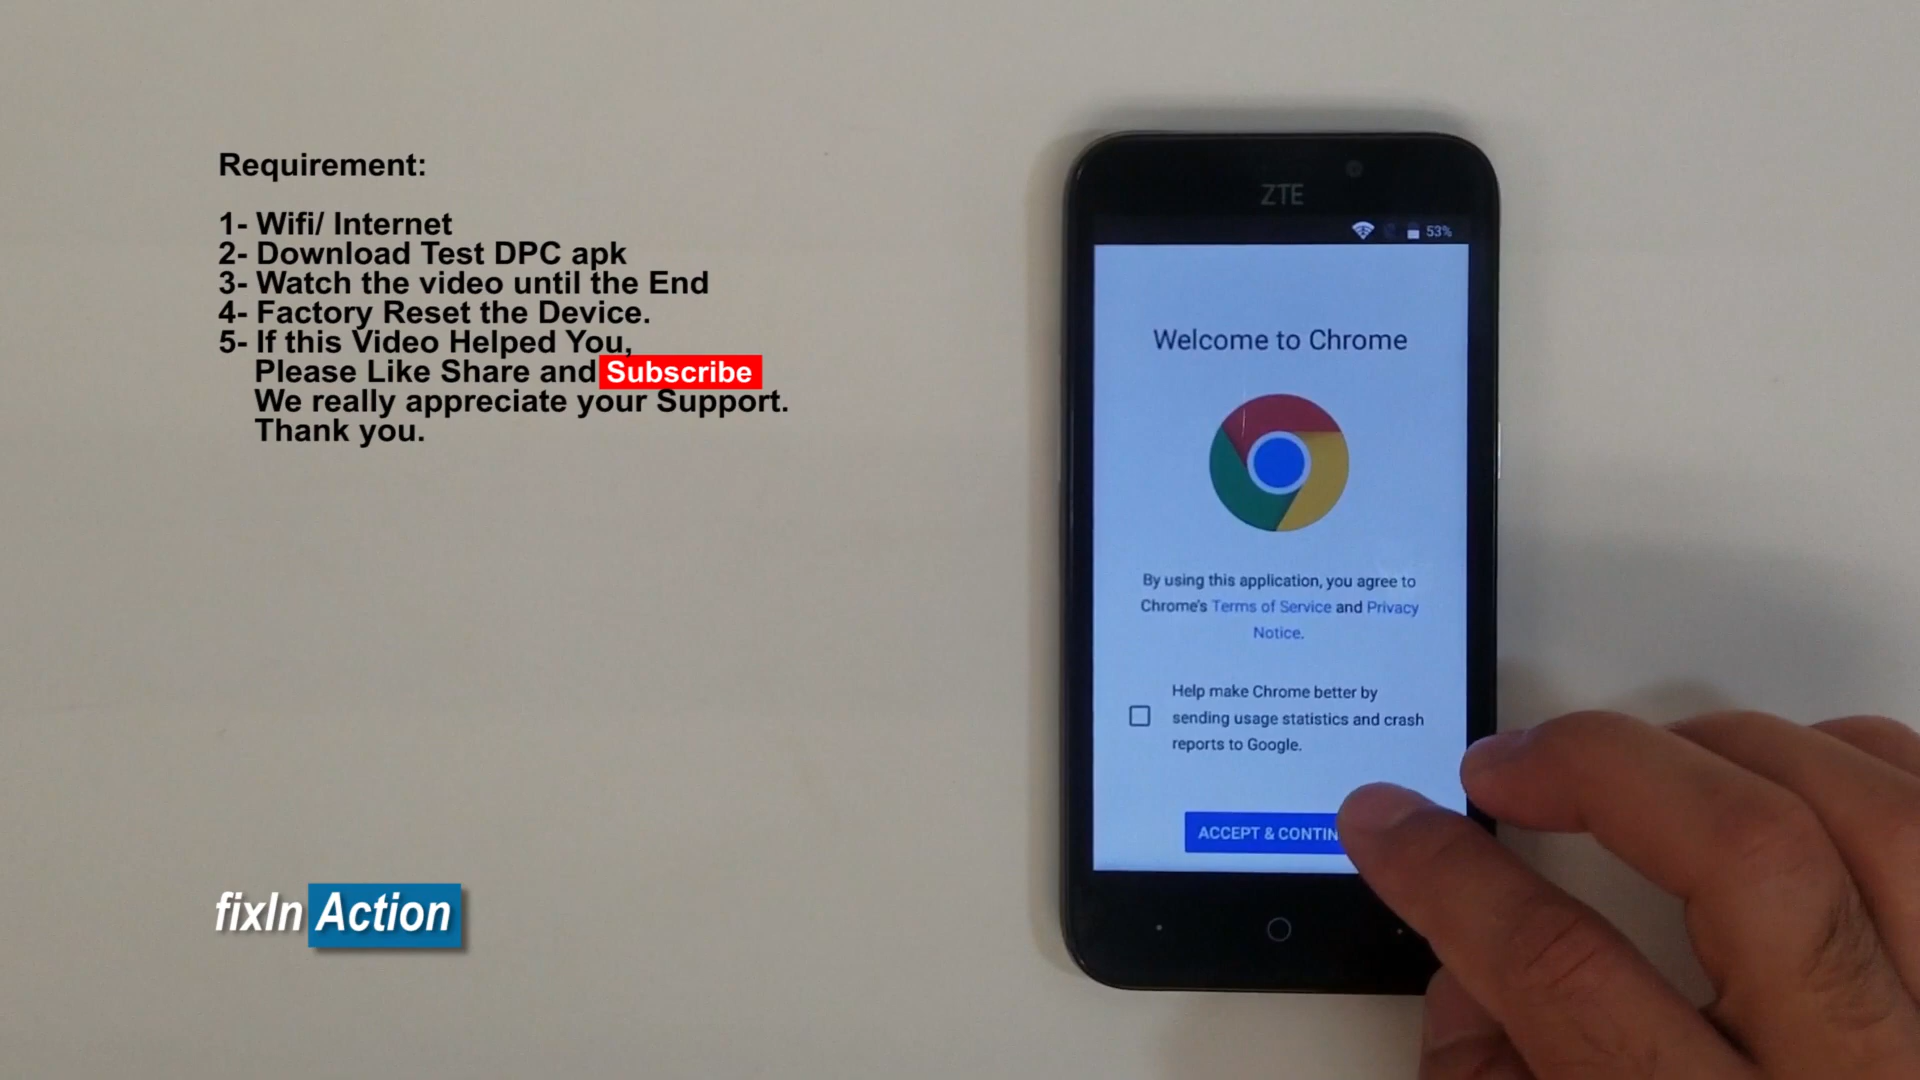 Requirement:
1- Wifi/ Internet
2- Download Test DPC apk
3- Watch the video until the End
4- Factory Reset the Device.
5- If this Video Helped You,
Please Like Share and Subscribe
We really appreciate your Support.
Thank you.
fixIn Action
ZTE
53%
Welcome to Chrome
By using this application, you agree to
Chrome's Terms of Service and Privacy
Notice.
Help make Chrome better by
sending usage statistics and crash
reports to Google.
ACCEPT & CONTIN